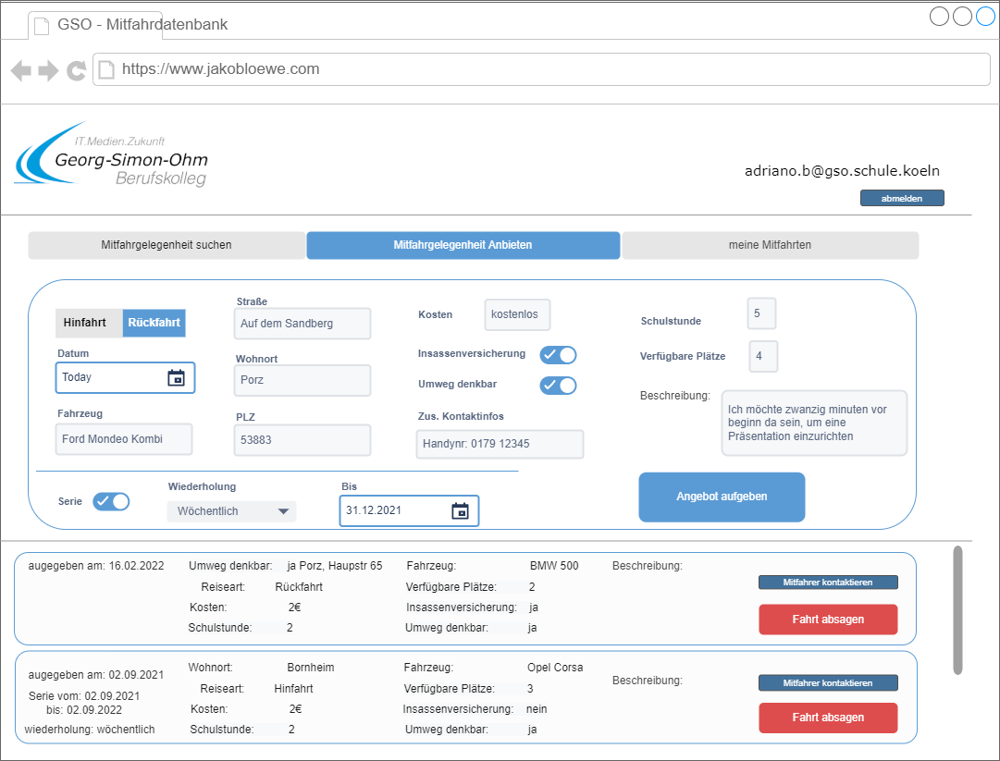 GSO - Mitfahrdatenbank
https://www.jakobloewe.com
IT.Medien.Zukunft
Georg-Simon-Ohm
Berufskolleg
adriano.b@gso.schule.koeln
abmelden
Mitfahrgelegenheit suchen
Mitfahrgelegenheit Anbieten
meine Mitfahrten
Hinfahrt Rückfahrt
Datum
Today
Fahrzeug
Ford Mondeo Kombi
Straße
Auf dem Sandberg
Wohnort
Porz
PLZ
53883
Kosten kostenlos
Insassenversicherung
Umweg denkbar
Zus. Kontaktinfos
Handynr: 0179 12345
Schulstunde 5
Verfügbare Plätze 4
Beschreibung:
Ich möchte zwanzig minuten vor
beginn da sein, um eine
Präsentation einzurichten
Serie
Wiederholung
Wöchentlich
Bis
31.12.2021
Angebot aufgeben
augegeben am: 16.02.2022
Umweg denkbar: ja Porz, Haupstr 65
Reiseart: Rückfahrt
Kosten: 2€
Schulstunde: 2
Fahrzeug: BMW 500
Verfügbare Plätze: 2
Insassenversicherung: ja
Umweg denkbar: ja
Beschreibung:
Mitfahrer kontaktieren
Fahrt absagen
augegeben am: 02.09.2021
Serie vom: 02.09.2021
bis: 02.09.2022
wiederholung: wöchentlich
Wohnort: Bornheim
Reiseart: Hinfahrt
Kosten: 2€
Schulstunde: 2
Fahrzeug: Opel Corsa
Verfügbare Plätze: 3
Insassenversicherung: nein
Umweg denkbar: ja
Beschreibung:
Mitfahrer kontaktieren
Fahrt absagen